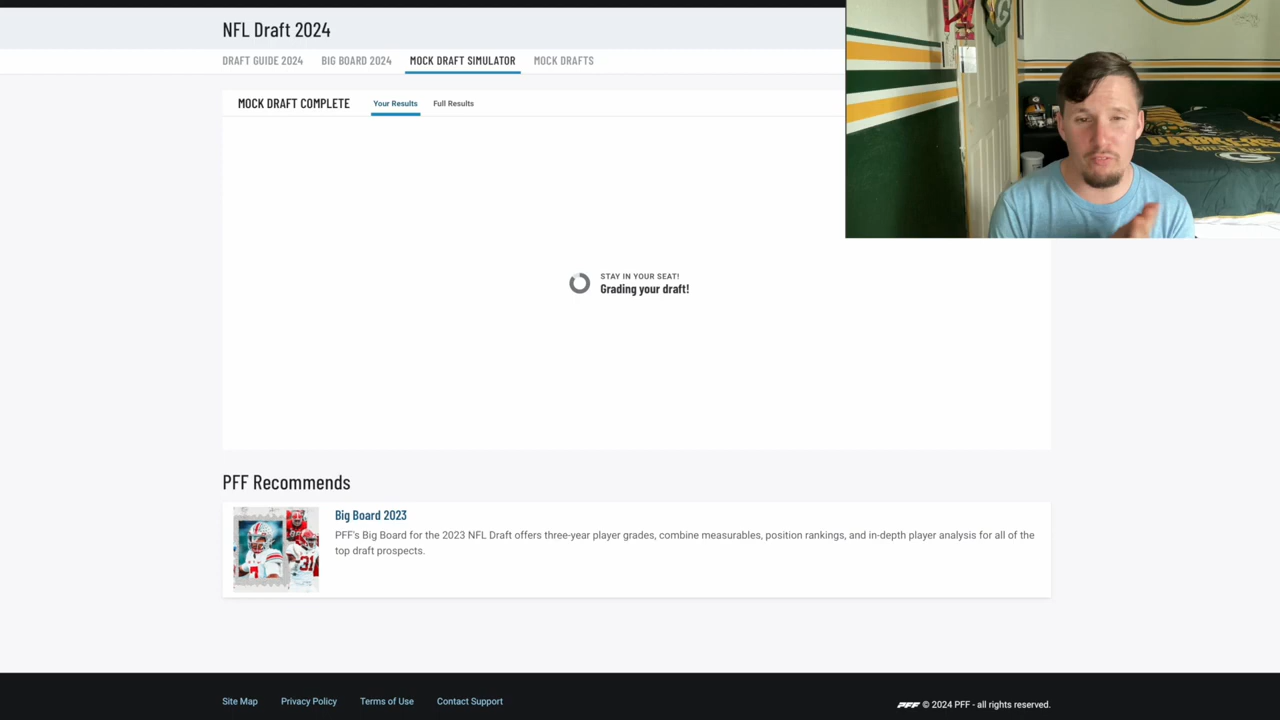 NFL Draft 2024
DRAFT GUIDE 2024 BIG BOARD 2024 MOCK DRAFT SIMULATOR MOCK DRAFTS
MOCK DRAFT COMPLETE Your Results Full Results
STAY IN YOUR SEAT!
Grading your draft!
PFF Recommends
Big Board 2023
PFF's Big Board for the 2023 NFL Draft offers three-year player grades, combine measurables, position rankings, and in-depth player analysis for all of the
top draft prospects.
Site Map Privacy Policy Terms of Use Contact Support
PFF © 2024 PFF - all rights reserved.
PACKERS
G
G
31
7